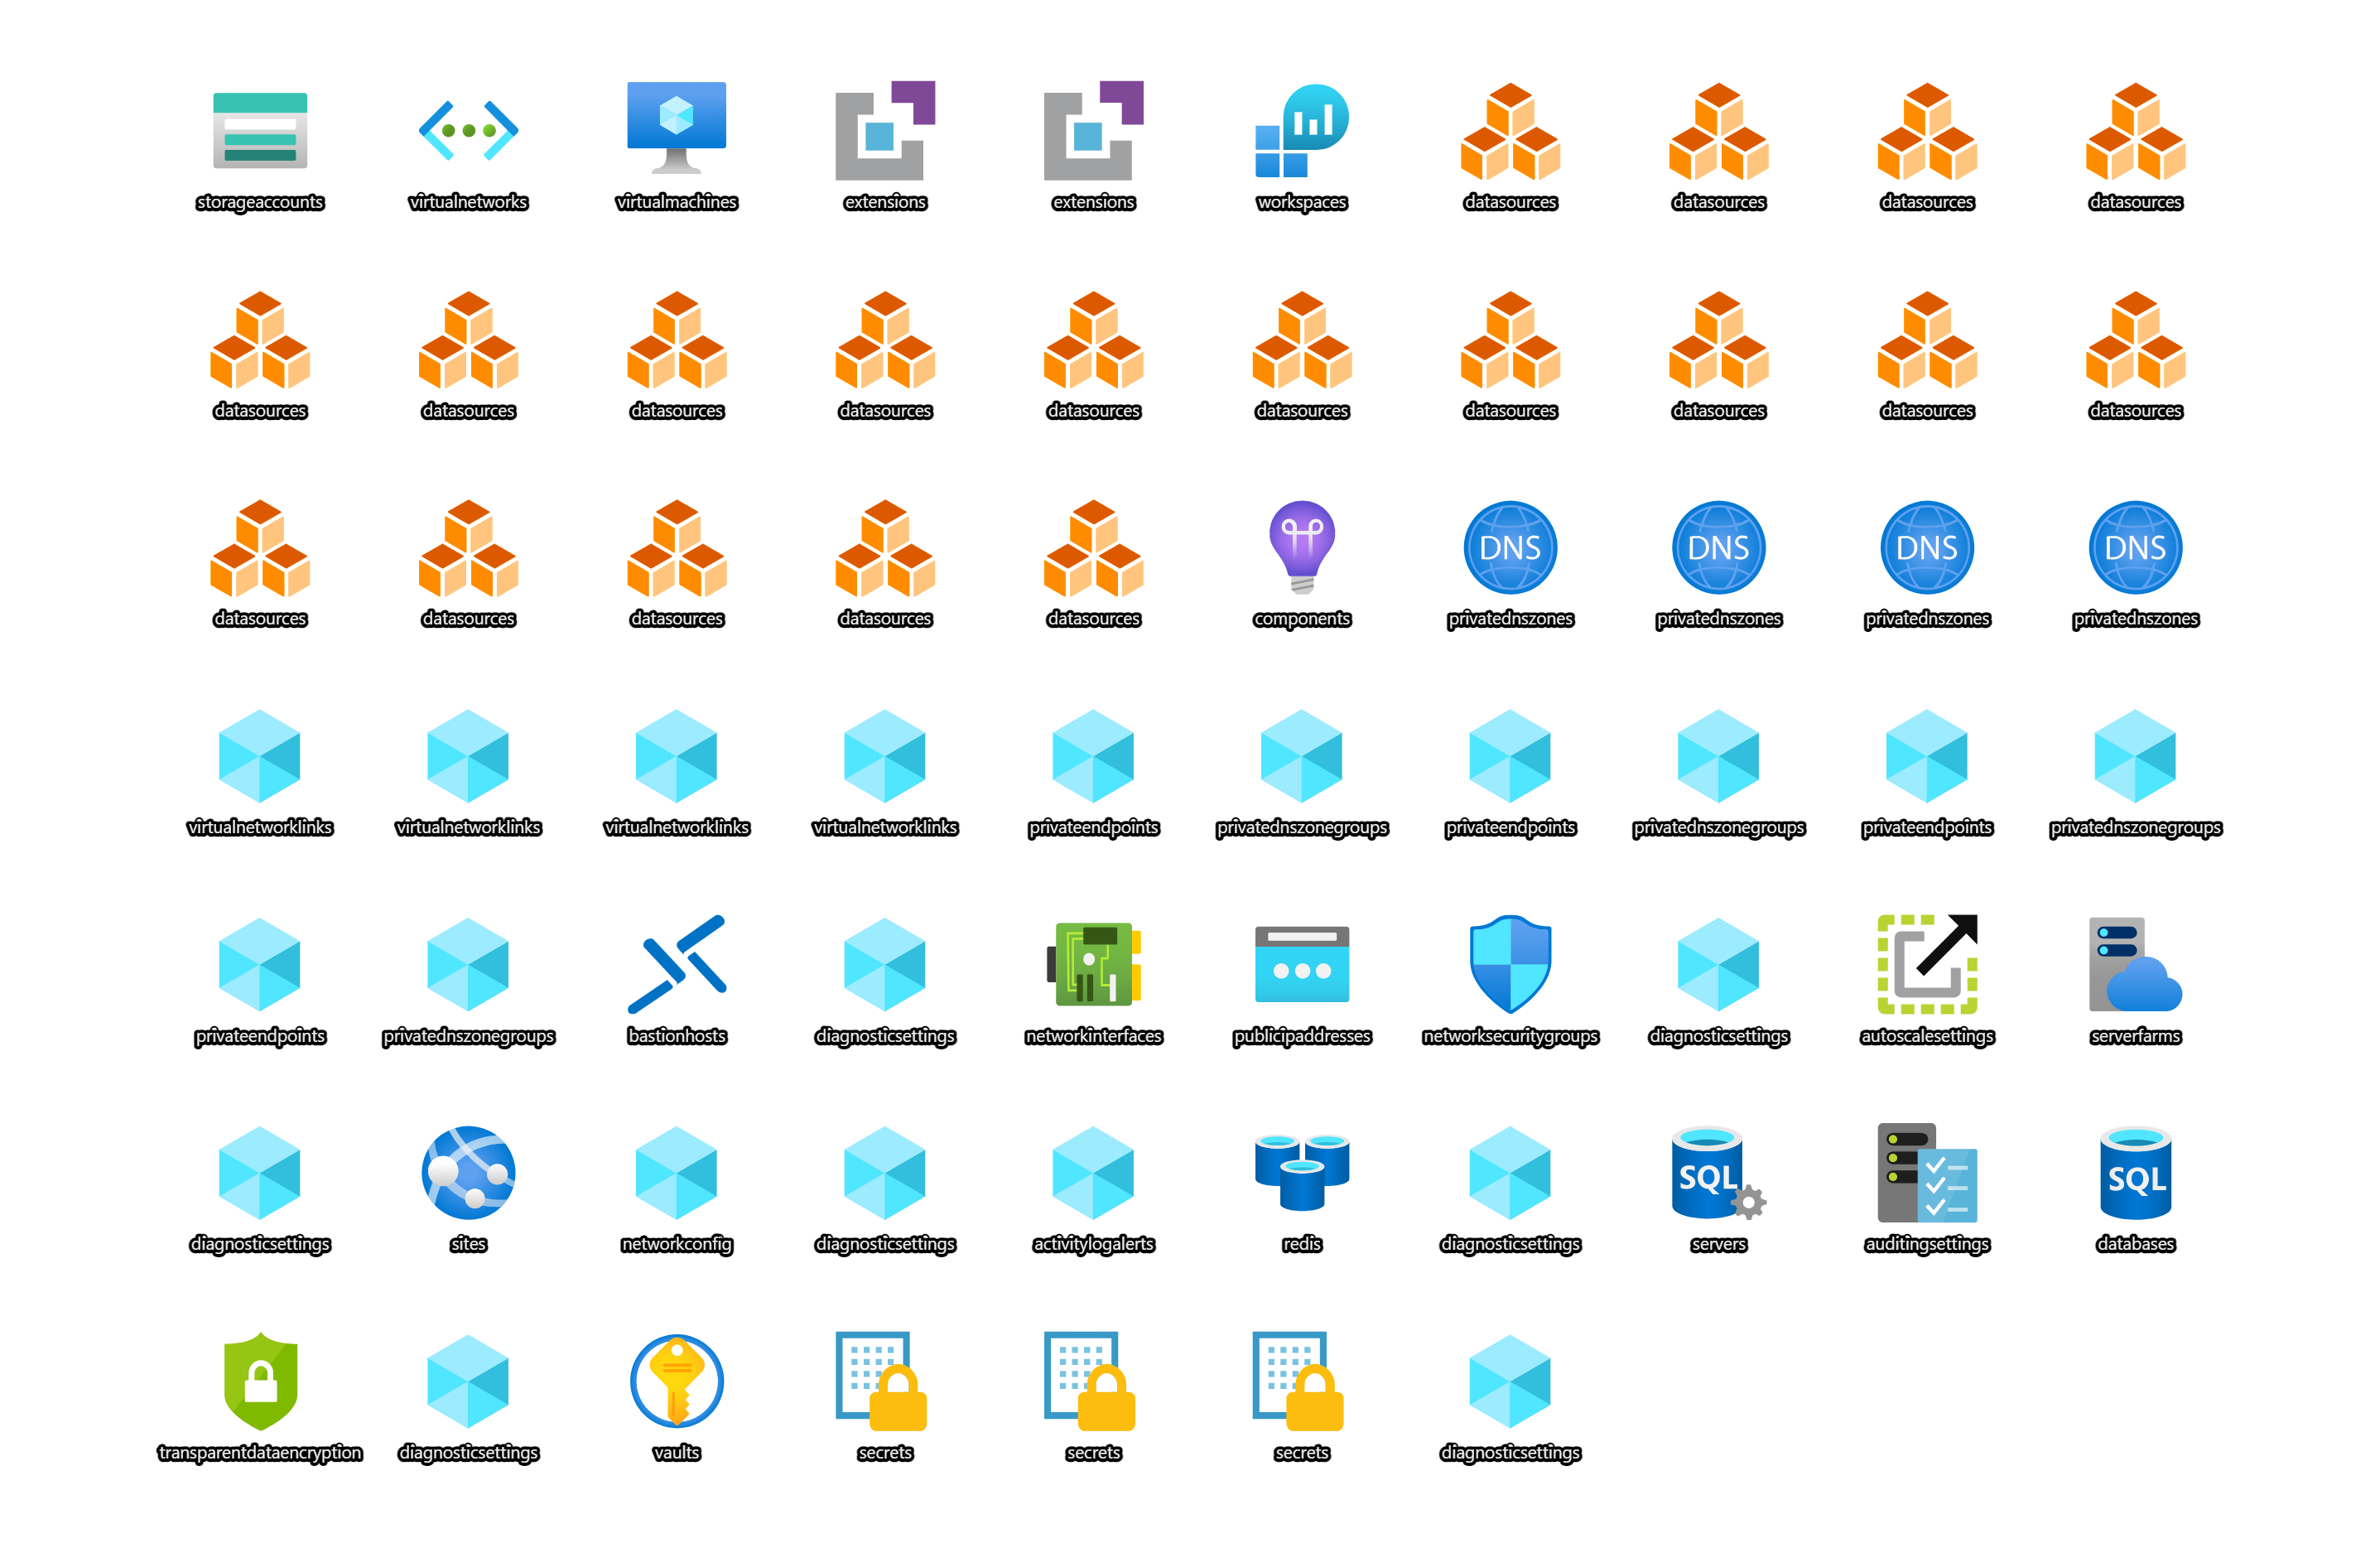 storageaccounts virtualnetworks virtualmachines extensions extensions workspaces datasources datasources datasources datasources
datasources datasources datasources datasources datasources datasources datasources datasources datasources datasources
DNS DNS DNS DNS
datasources datasources datasources datasources datasources components privatednszones privatednszones privatednszones privatednszones
virtualnetworklinks virtualnetworklinks virtualnetworklinks virtualnetworklinks privateendpoints privatednszonegroups privateendpoints privatednszonegroups privateendpoints privatednszonegroups
privateendpoints privatednszonegroups bastionhosts diagnosticsettings networkinterfaces publicipaddresses networksecuritygroups diagnosticsettings autoscalesettings serverfarms
SQL SQL
diagnosticsettings sites networkconfig diagnosticsettings activitylogalerts redis diagnosticsettings servers auditingsettings databases
transparentdataencryption diagnosticsettings vaults secrets secrets secrets diagnosticsettings